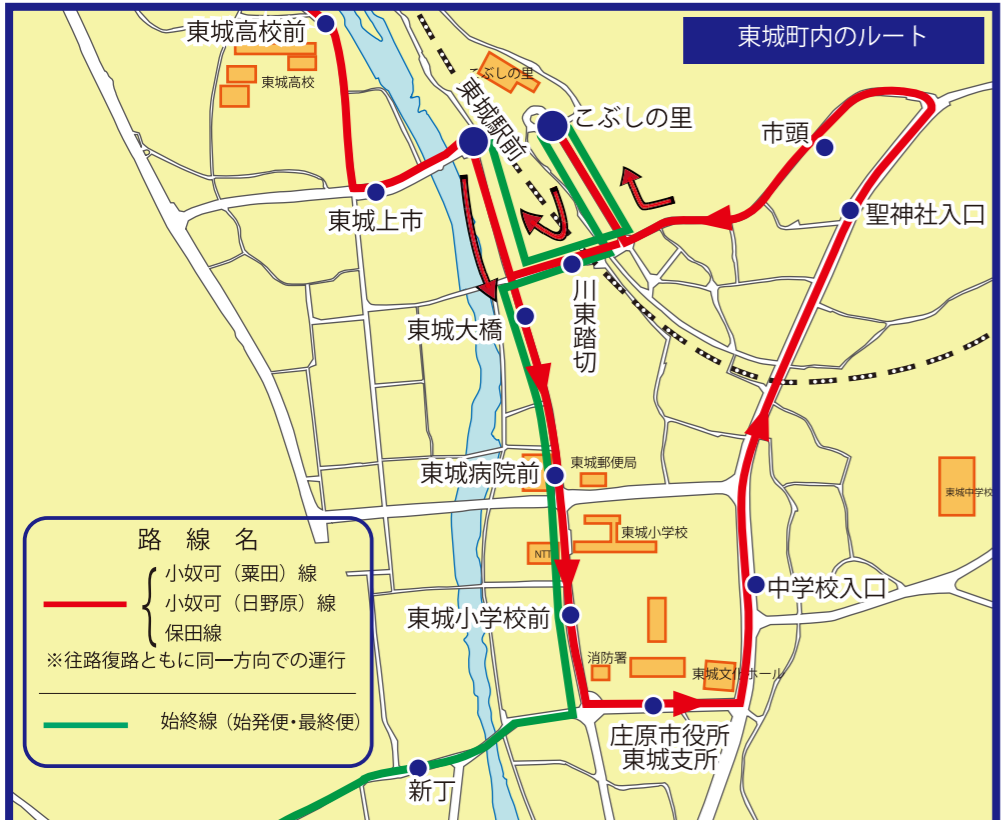 東城町内のルート
東城高校前
東城高校
こぶしの里
東城駅前
こぶしの里
市頭
東城上市
聖神社入口
川東踏切
東城大橋
東城病院前
東城郵便局
東城中学校
東城小学校
NTT
中学校入口
東城小学校前
消防署
東城文化ホール
庄原市役所
東城支所
新丁
路線名
小奴可（粟田）線
小奴可（日野原）線
保田線
※往路復路ともに同一方向での運行
始終線（始発便・最終便）